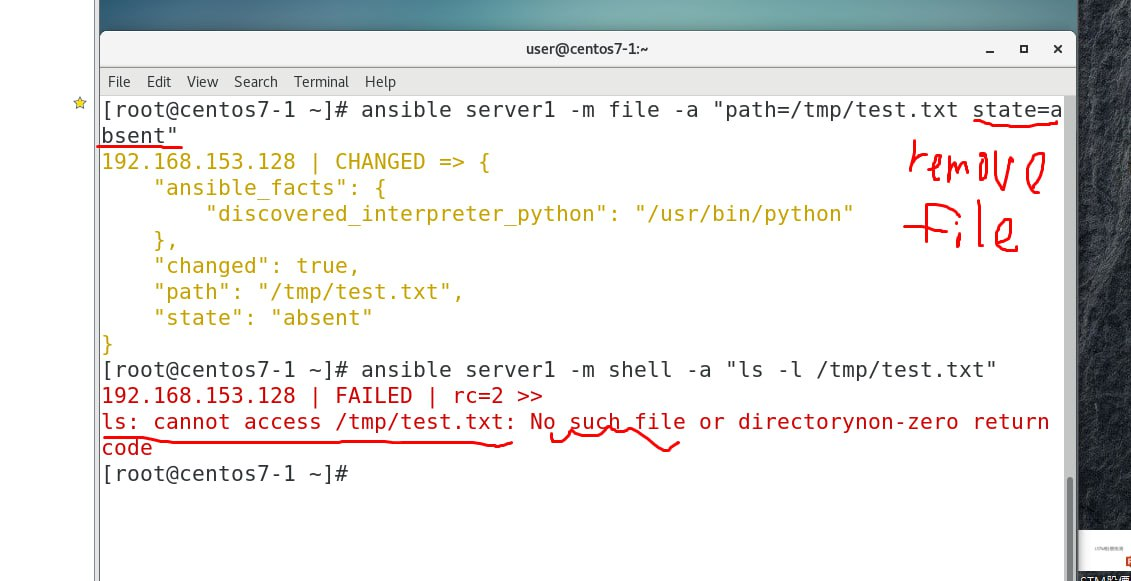 user@centos7-1:~
File Edit View Search Terminal Help
[root@centos7-1 ~]# ansible server1 -m file -a "path=/tmp/test.txt state=a
bsent"
192.168.153.128 | CHANGED => {
    "ansible_facts": {
        "discovered_interpreter_python": "/usr/bin/python"
    },
    "changed": true,
    "path": "/tmp/test.txt",
    "state": "absent"
}
remove
file
[root@centos7-1 ~]# ansible server1 -m shell -a "ls -l /tmp/test.txt"
192.168.153.128 | FAILED | rc=2 >>
ls: cannot access /tmp/test.txt: No such file or directorynon-zero return
code
[root@centos7-1 ~]#